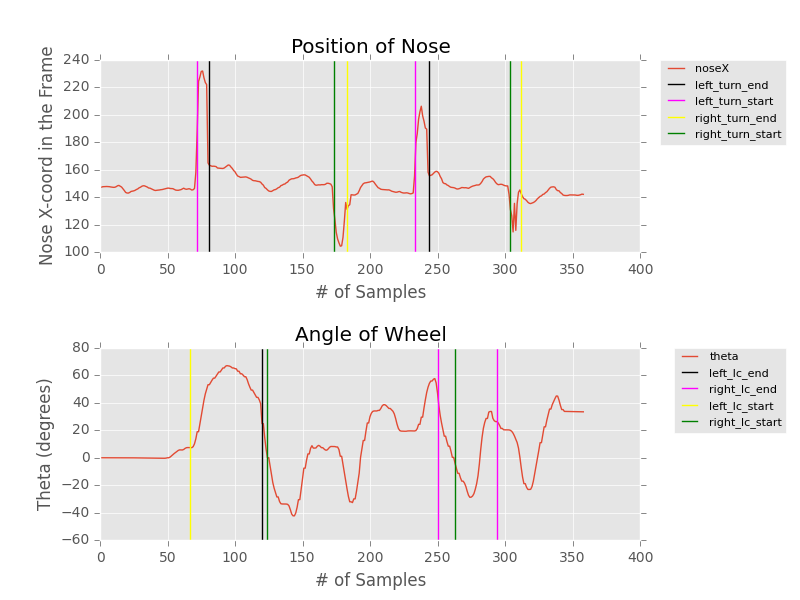 Position of Nose
Nose X-coord in the Frame
240
220
200
180
160
140
120
100
0 50 100 150 200 250 300 350 400
# of Samples
noseX
left_turn_end
left_turn_start
right_turn_end
right_turn_start
Angle of Wheel
Theta (degrees)
80
60
40
20
0
−20
−40
−60
0 50 100 150 200 250 300 350 400
# of Samples
theta
left_lc_end
right_lc_end
left_lc_start
right_lc_start